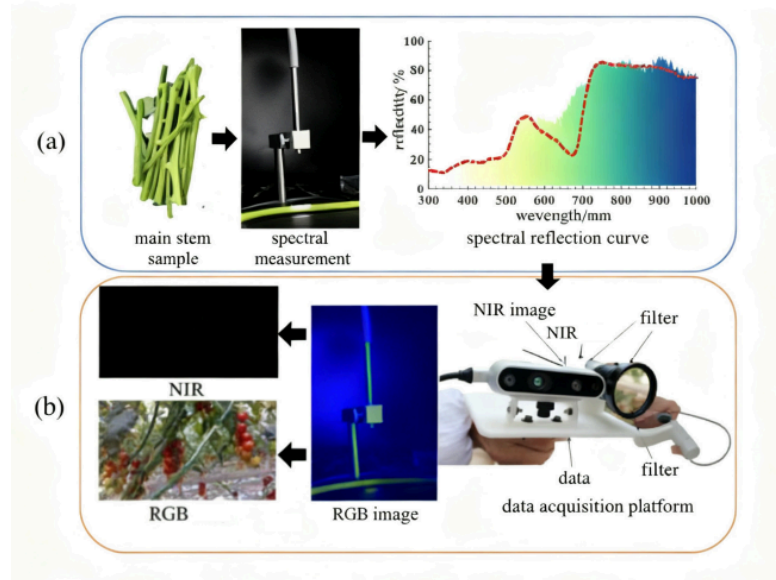 (a)
main stem
sample
spectral
measurement
reflexdtity/ %
100
80
60
40
20
0
300 400 500 600 700 800 900 1000
wevength/mm
spectral reflection curve
(b)
NIR
RGB
RGB image
NIR image
NIR
filter
data
filter
data acquisition platform